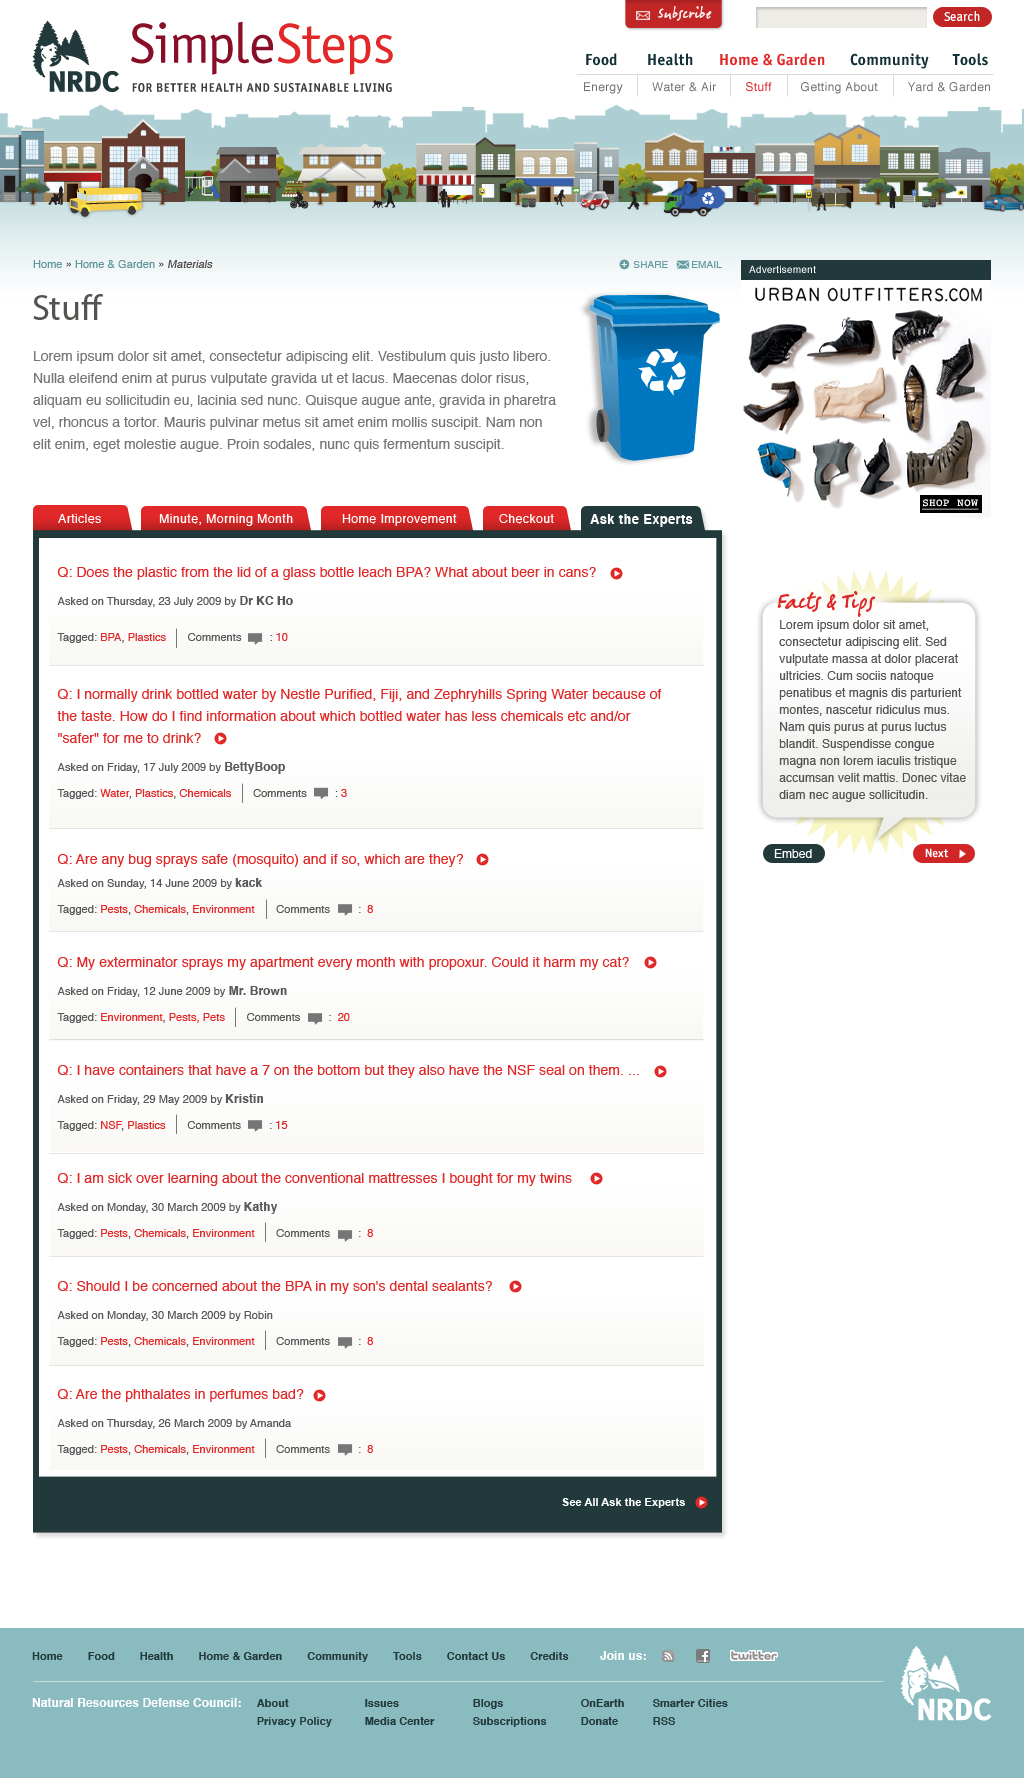 Subscribe
Search
NRDC
SimpleSteps
FOR BETTER HEALTH AND SUSTAINABLE LIVING
Food Health Home & Garden Community Tools
Energy Water & Air Stuff Getting About Yard & Garden
Home » Home & Garden » Materials
SHARE EMAIL
Stuff
Lorem ipsum dolor sit amet, consectetur adipiscing elit. Vestibulum quis justo libero.
Nulla eleifend enim at purus vulputate gravida ut et lacus. Maecenas dolor risus,
aliquam eu sollicitudin eu, lacinia sed nunc. Quisque augue ante, gravida in pharetra
vel, rhoncus a tortor. Mauris pulvinar metus sit amet enim mollis suscipit. Nam non
elit enim, eget molestie augue. Proin sodales, nunc quis fermentum suscipit.
Advertisement
URBAN OUTFITTERS.COM
SHOP NOW
Articles Minute, Morning Month Home Improvement Checkout Ask the Experts
Q: Does the plastic from the lid of a glass bottle leach BPA? What about beer in cans?
Asked on Thursday, 23 July 2009 by Dr KC Ho
Tagged: BPA, Plastics Comments : 10
Q: I normally drink bottled water by Nestle Purified, Fiji, and Zephryhills Spring Water because of
the taste. How do I find information about which bottled water has less chemicals etc and/or
"safer" for me to drink?
Asked on Friday, 17 July 2009 by BettyBoop
Tagged: Water, Plastics, Chemicals Comments : 3
Q: Are any bug sprays safe (mosquito) and if so, which are they?
Asked on Sunday, 14 June 2009 by kack
Tagged: Pests, Chemicals, Environment Comments : 8
Q: My exterminator sprays my apartment every month with propoxur. Could it harm my cat?
Asked on Friday, 12 June 2009 by Mr. Brown
Tagged: Environment, Pests, Pets Comments : 20
Q: I have containers that have a 7 on the bottom but they also have the NSF seal on them. ...
Asked on Friday, 29 May 2009 by Kristin
Tagged: NSF, Plastics Comments : 15
Q: I am sick over learning about the conventional mattresses I bought for my twins
Asked on Monday, 30 March 2009 by Kathy
Tagged: Pests, Chemicals, Environment Comments : 8
Q: Should I be concerned about the BPA in my son's dental sealants?
Asked on Monday, 30 March 2009 by Robin
Tagged: Pests, Chemicals, Environment Comments : 8
Q: Are the phthalates in perfumes bad?
Asked on Thursday, 26 March 2009 by Amanda
Tagged: Pests, Chemicals, Environment Comments : 8
See All Ask the Experts
Facts & Tips
Lorem ipsum dolor sit amet,
consectetur adipiscing elit. Sed
vulputate massa at dolor placerat
ultricies. Cum sociis natoque
penatibus et magnis dis parturient
montes, nascetur ridiculus mus.
Nam quis purus at purus luctus
blandit. Suspendisse congue
magna non lorem iaculis tristique
accumsan velit mattis. Donec vitae
diam nec augue sollicitudin.
Embed Next
Home Food Health Home & Garden Community Tools Contact Us Credits Join us: twitter
Natural Resources Defense Council: About Issues Blogs OnEarth Smarter Cities
Privacy Policy Media Center Subscriptions Donate RSS
NRDC